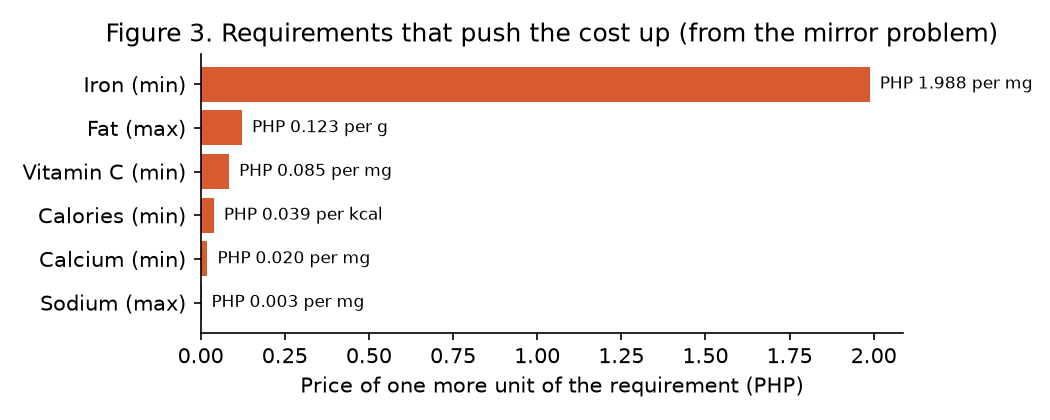 Figure 3. Requirements that push the cost up (from the mirror problem)
Iron (min) PHP 1.988 per mg
Fat (max) PHP 0.123 per g
Vitamin C (min) PHP 0.085 per mg
Calories (min) PHP 0.039 per kcal
Calcium (min) PHP 0.020 per mg
Sodium (max) PHP 0.003 per mg
0.00 0.25 0.50 0.75 1.00 1.25 1.50 1.75 2.00
Price of one more unit of the requirement (PHP)